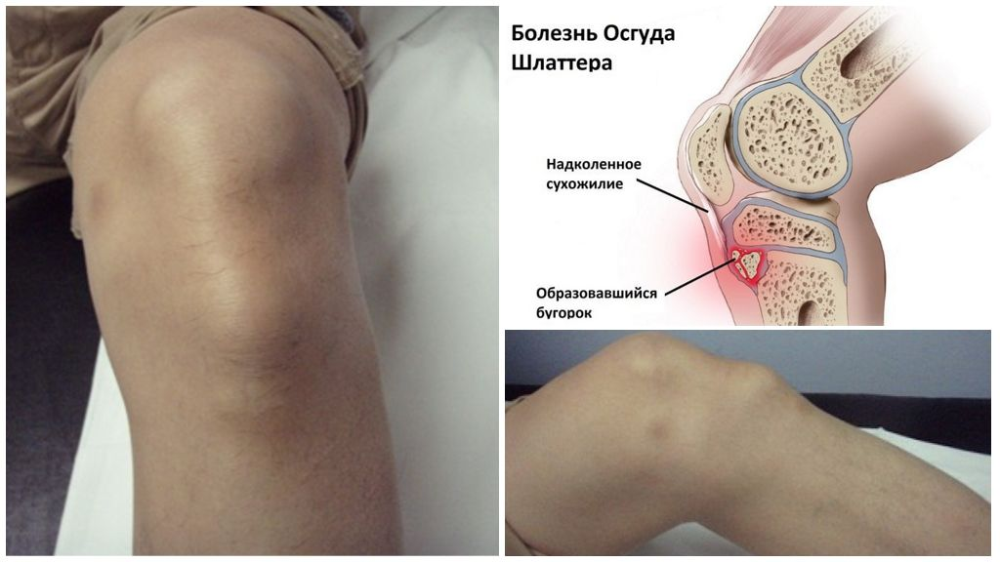 Болезнь Осгуда
Шлаттера
Надколенное
сухожилие
Образовавшийся
бугорок